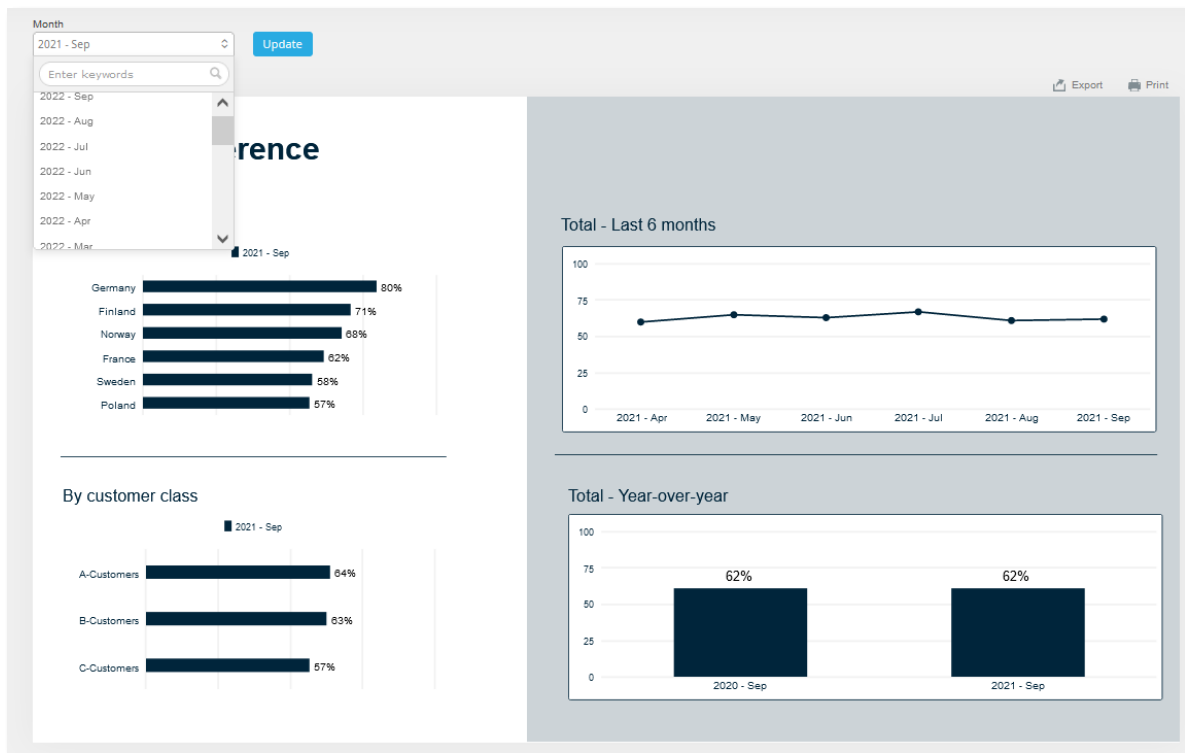 Month
2021 - Sep
Update
Enter keywords
Export
Print
2022 - Sep
2022 - Aug
2022 - Jul
2022 - Jun
2022 - May
2022 - Apr
2022 - Mar
rence
2021 - Sep
Germany 80%
Finland 71%
Norway 68%
France 62%
Sweden 58%
Poland 57%
By customer class
2021 - Sep
A-Customers 64%
B-Customers 63%
C-Customers 57%
Total - Last 6 months
100
75
50
25
0
2021 - Apr 2021 - May 2021 - Jun 2021 - Jul 2021 - Aug 2021 - Sep
Total - Year-over-year
100
75
50
25
0
62% 62%
2020 - Sep 2021 - Sep